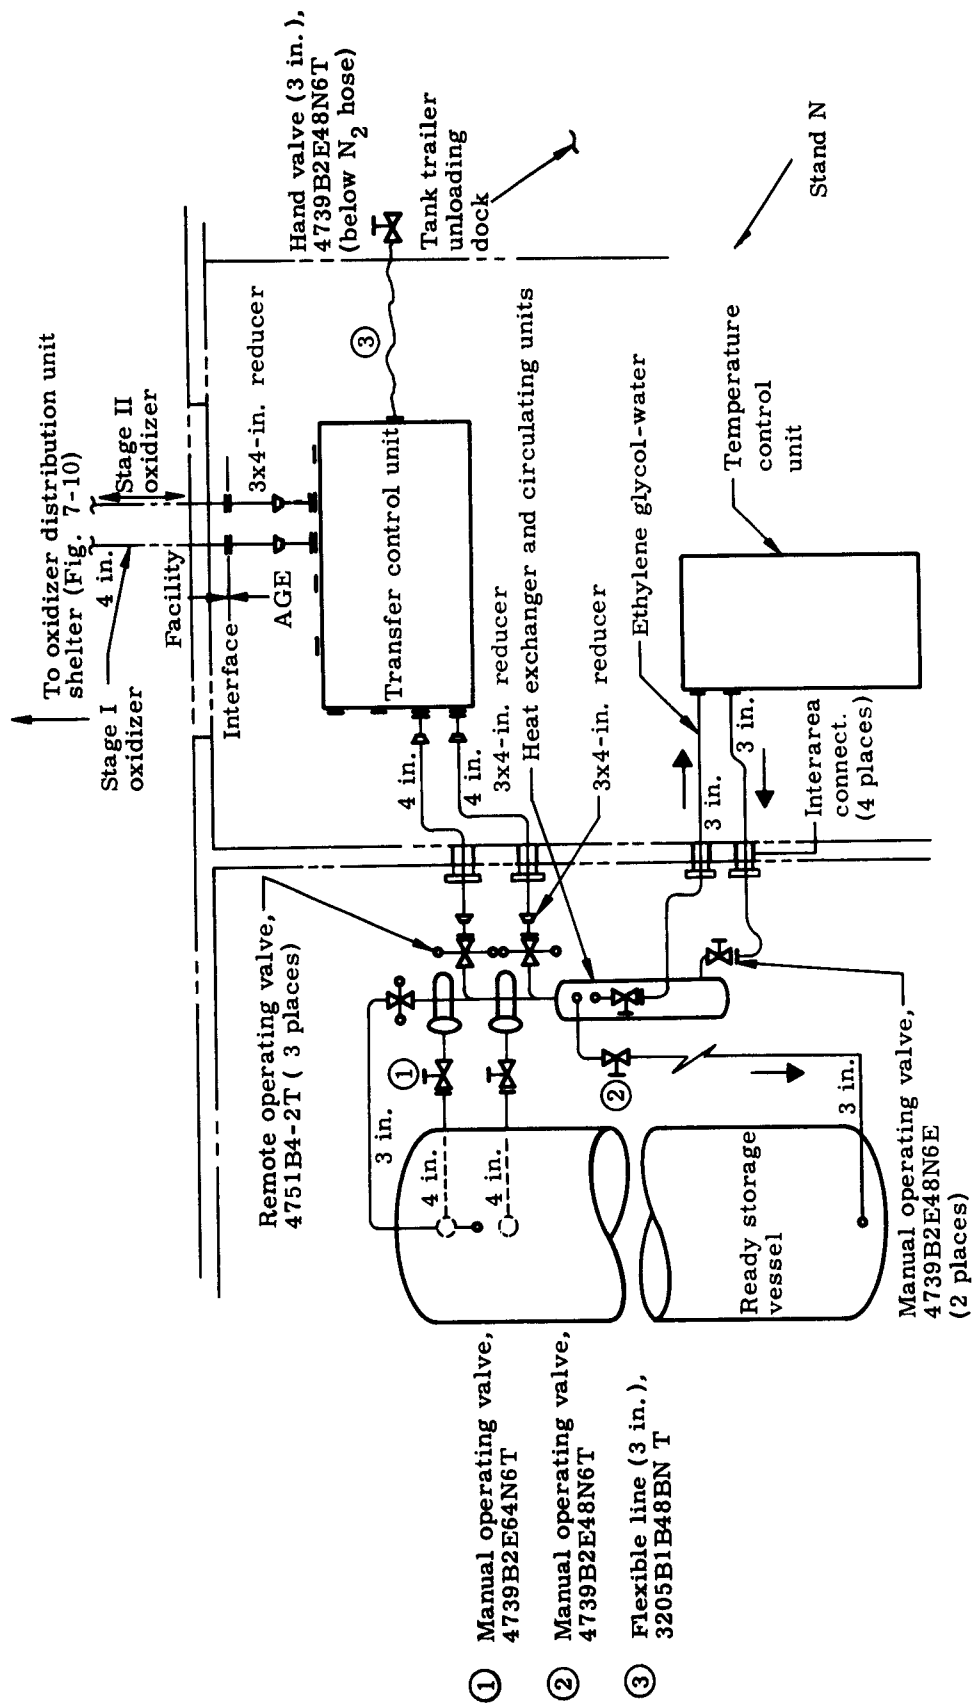 To oxidizer distribution unit
shelter (Fig. 7-10)
Stage I
oxidizer
4 in.
Stage II
oxidizer
Facility
Interface
AGE
3x4-in. reducer
Hand valve (3 in.),
4739B2E48N6T
(below N2 hose)
3
Tank trailer
unloading
dock
Stand N
Transfer control unit
4 in.
4 in.
3x4-in. reducer
Heat exchanger and circulating units
3x4-in. reducer
Ethylene glycol-water
Temperature
control
unit
3 in.
3 in.
Interarea
connect.
(4 places)
Remote operating valve,
4751B4-2T ( 3 places)
3 in.
1
4 in.
4 in.
2
3 in.
Ready storage
vessel
Manual operating valve,
4739B2E48N6E
(2 places)
1 Manual operating valve,
4739B2E64N6T
2 Manual operating valve,
4739B2E48N6T
3 Flexible line (3 in.),
3205B1B48BN T